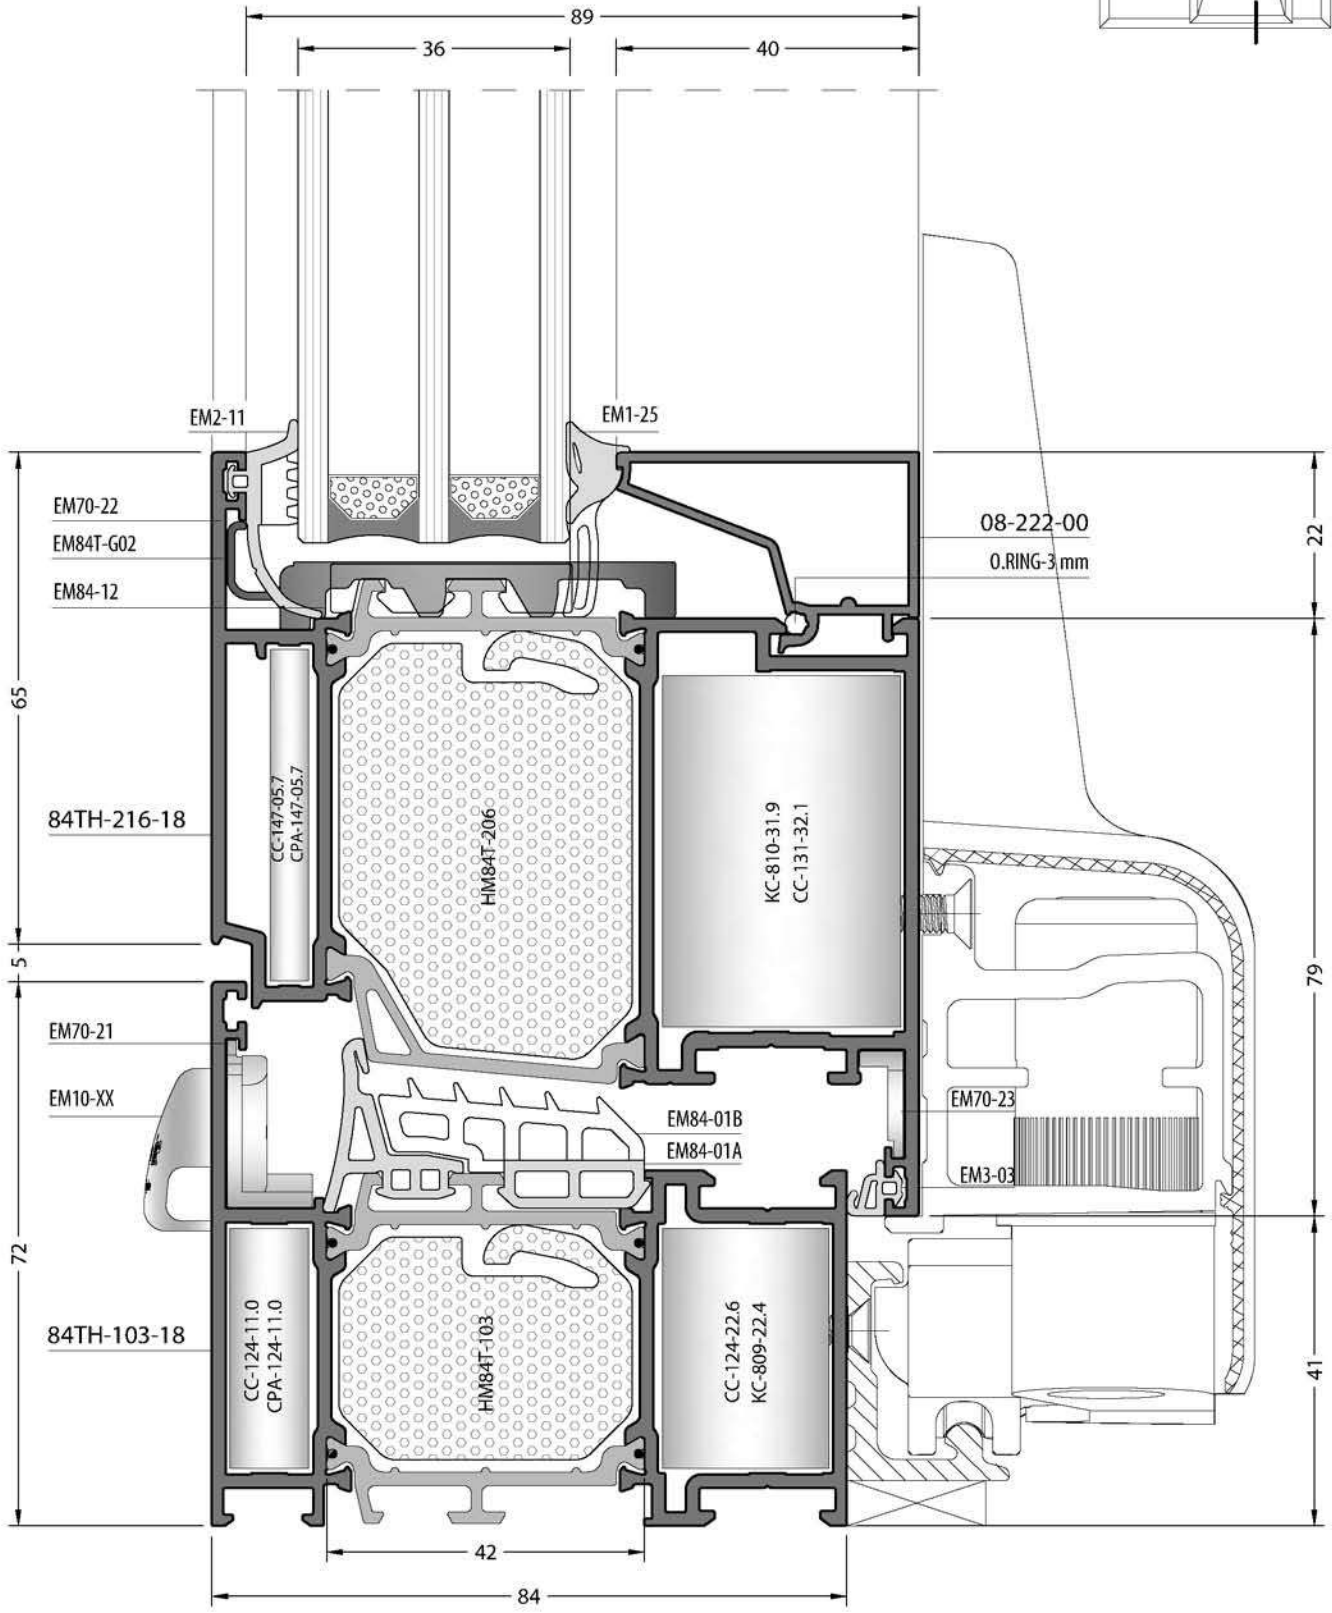 89
36
40
EM2-11
EM1-25
EM70-22
EM84T-G02
EM84-12
08-222-00
O.RING-3 mm
22
65
84TH-216-18
CC-147-05.7
CPA-147-05.7
HM84T-206
KC-810-31.9
CC-131-32.1
5
79
EM70-21
EM10-XX
EM84-01B
EM84-01A
EM70-23
EM3-03
72
84TH-103-18
CC-124-11.0
CPA-124-11.0
HM84T-103
CC-124-22.6
KC-809-22.4
41
42
84